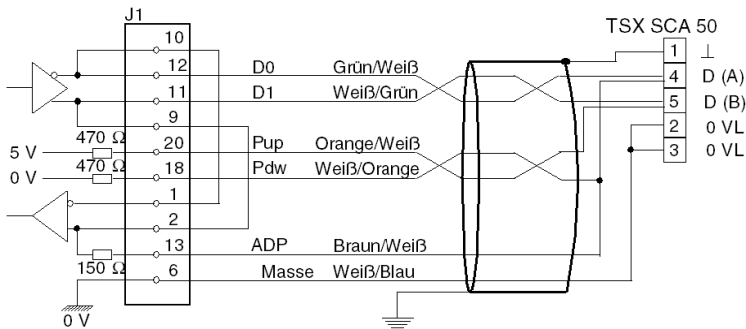 J1
TSX SCA 50
10
1 ⊥
12 D0 Grün/Weiß
4 D (A)
11 D1 Weiß/Grün
5 D (B)
9
2 0 VL
470 Ω
5 V 20 Pup Orange/Weiß
3 0 VL
470 Ω
0 V 18 Pdw Weiß/Orange
1
2
13 ADP Braun/Weiß
150 Ω
6 Masse Weiß/Blau
0 V